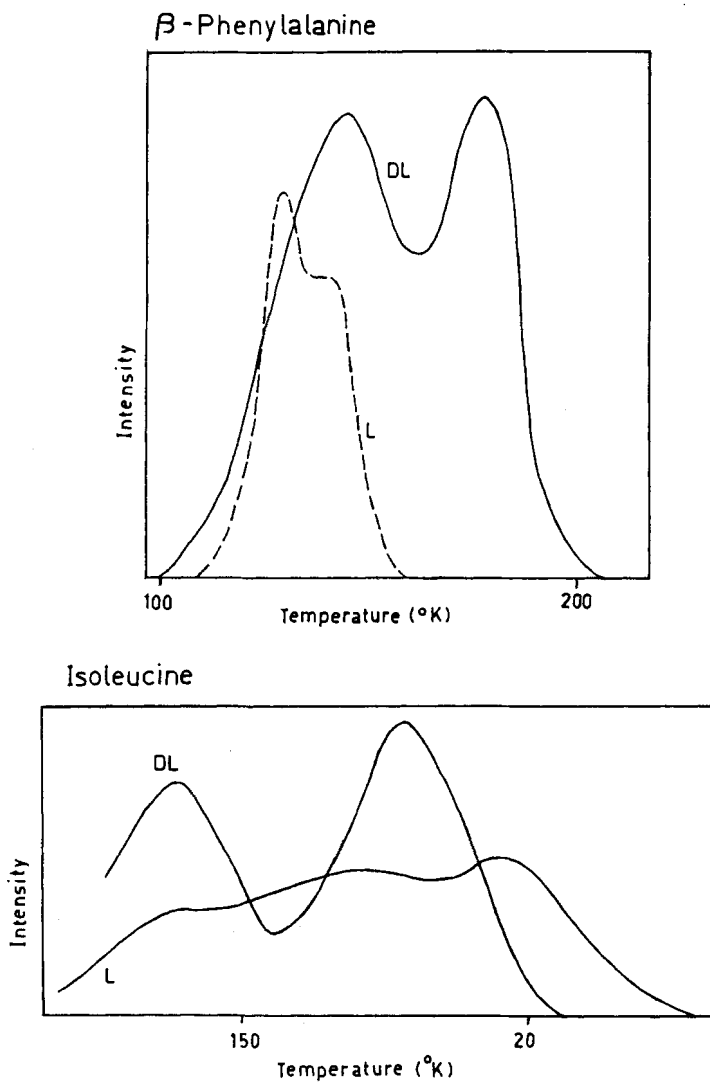 β-Phenylalanine
DL
L
Intensity
100 200
Temperature (°K)
Isoleucine
DL
L
Intensity
150 20
Temperature (°K)